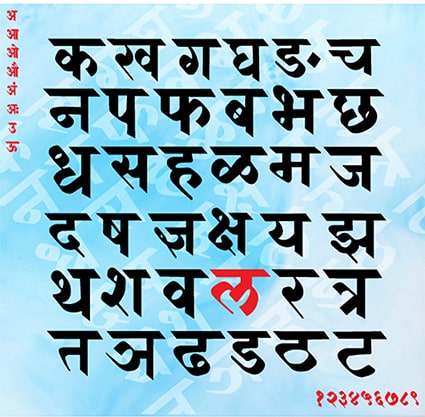 अ
आ
ओ
औ
अं
अः
उ
ऊ
क ख ग घ ङ च
न प फ ब भ छ
ध स ह ळ म ज
द ष ज्ञ क्ष य झ
थ श व ल र त्र
त ञ ढ ड ठ ट
१२३४५६७८९